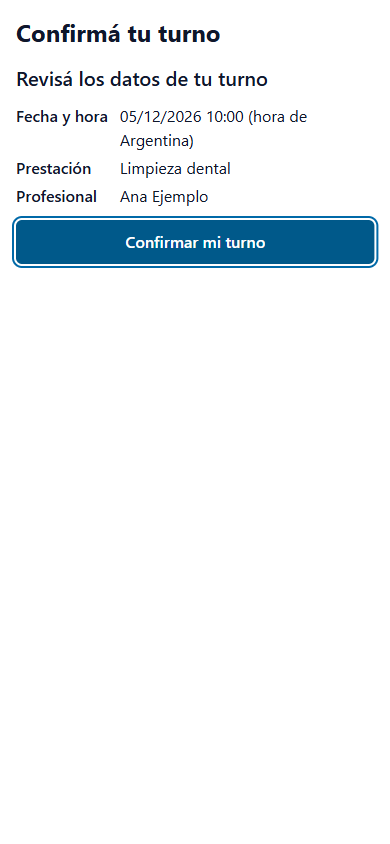 Confirmá tu turno
Revisá los datos de tu turno
Fecha y hora 05/12/2026 10:00 (hora de
Argentina)
Prestación Limpieza dental
Profesional Ana Ejemplo
Confirmar mi turno